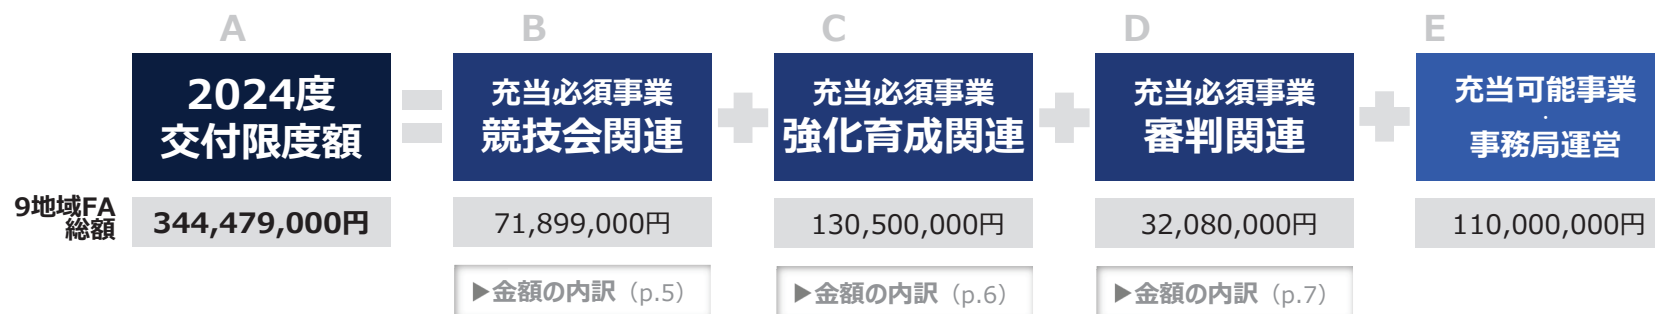 A
B
C
D
E
2024度
交付限度額
充当必須事業
競技会関連
充当必須事業
強化育成関連
充当必須事業
審判関連
充当可能事業
・
事務局運営
9地域FA
総額
344,479,000円
71,899,000円
130,500,000円
32,080,000円
110,000,000円
▶金額の内訳（p.5）
▶金額の内訳（p.6）
▶金額の内訳（p.7）